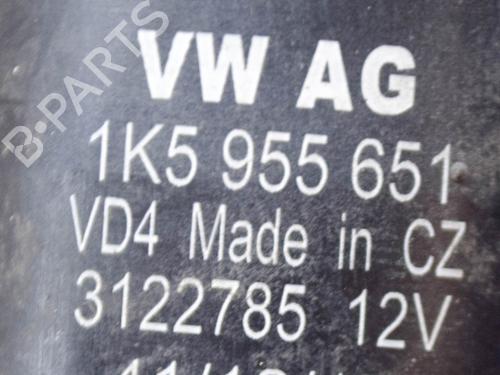 B-PARTS
VW AG
1K5 955 651
VD4 Made in CZ
3122785 12V